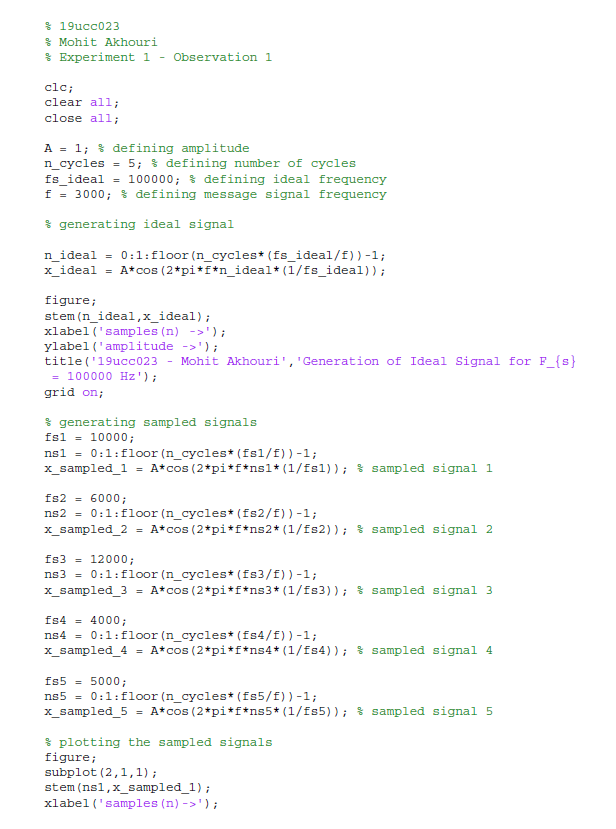 % 19ucc023
% Mohit Akhouri
% Experiment 1 - Observation 1
clc;
clear all;
close all;
A = 1; % defining amplitude
n_cycles = 5; % defining number of cycles
fs_ideal = 100000; % defining ideal frequency
f = 3000; % defining message signal frequency
% generating ideal signal
n_ideal = 0:1:floor(n_cycles*(fs_ideal/f))-1;
x_ideal = A*cos(2*pi*f*n_ideal*(1/fs_ideal));
figure;
stem(n_ideal,x_ideal);
xlabel('samples(n) ->');
ylabel('amplitude ->');
title('19ucc023 - Mohit Akhouri','Generation of Ideal Signal for F_{s}
= 100000 Hz');
grid on;
% generating sampled signals
fs1 = 10000;
ns1 = 0:1:floor(n_cycles*(fs1/f))-1;
x_sampled_1 = A*cos(2*pi*f*ns1*(1/fs1)); % sampled signal 1
fs2 = 6000;
ns2 = 0:1:floor(n_cycles*(fs2/f))-1;
x_sampled_2 = A*cos(2*pi*f*ns2*(1/fs2)); % sampled signal 2
fs3 = 12000;
ns3 = 0:1:floor(n_cycles*(fs3/f))-1;
x_sampled_3 = A*cos(2*pi*f*ns3*(1/fs3)); % sampled signal 3
fs4 = 4000;
ns4 = 0:1:floor(n_cycles*(fs4/f))-1;
x_sampled_4 = A*cos(2*pi*f*ns4*(1/fs4)); % sampled signal 4
fs5 = 5000;
ns5 = 0:1:floor(n_cycles*(fs5/f))-1;
x_sampled_5 = A*cos(2*pi*f*ns5*(1/fs5)); % sampled signal 5
% plotting the sampled signals
figure;
subplot(2,1,1);
stem(ns1,x_sampled_1);
xlabel('samples(n)->');